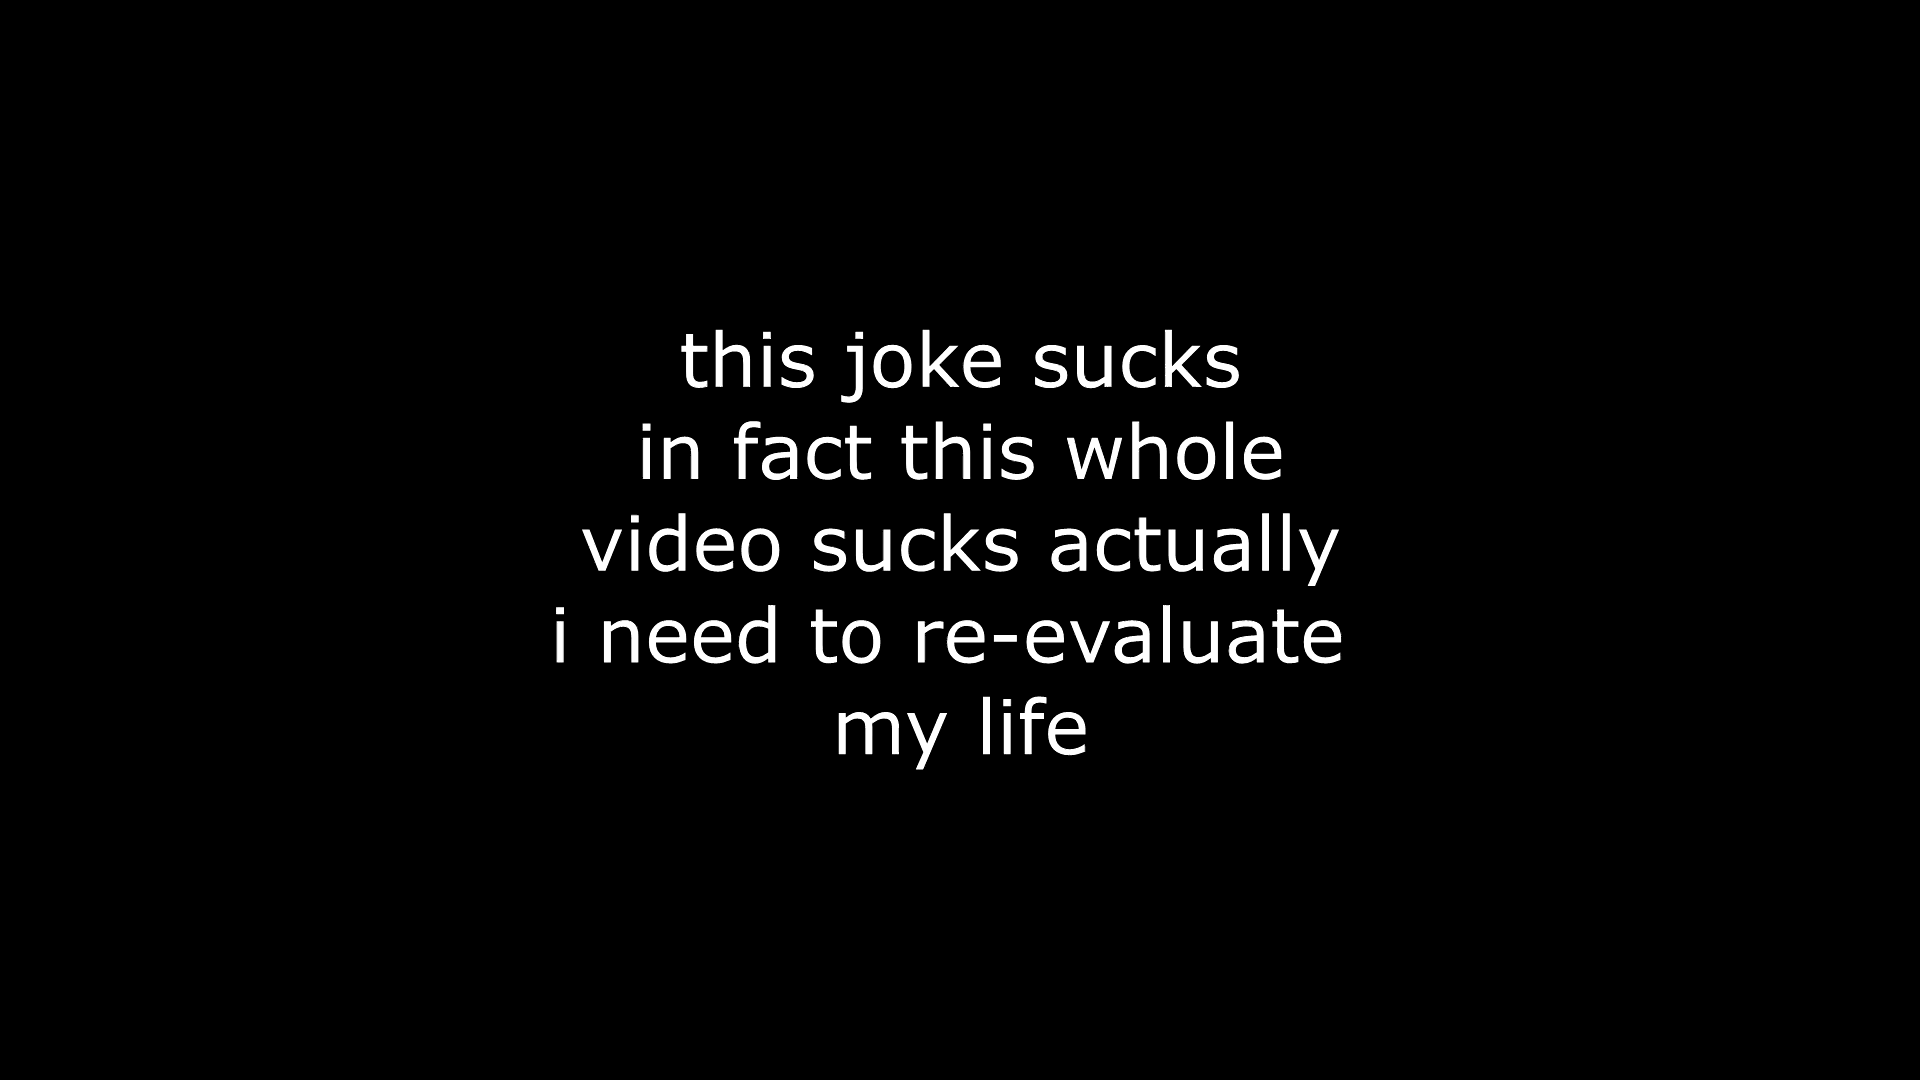 this joke sucks
in fact this whole
video sucks actually
i need to re-evaluate
my life